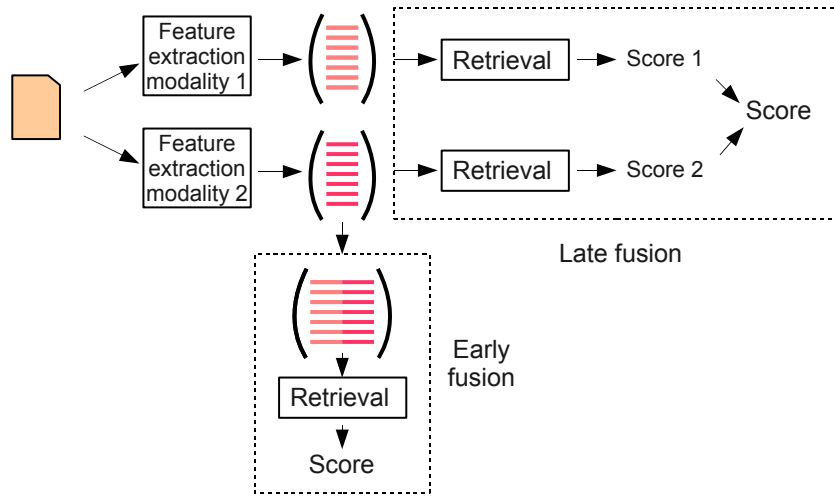 Feature
extraction
modality 1
Retrieval
Score 1
Score
Feature
extraction
modality 2
Retrieval
Score 2
Late fusion
Early
fusion
Retrieval
Score